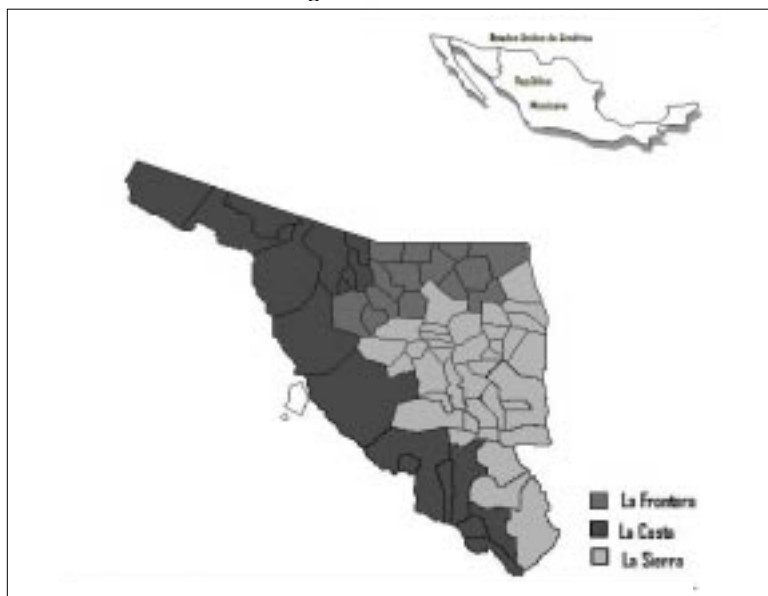 Estados Unidos de América
República
Mexicana
La Frontera
La Costa
La Sierra